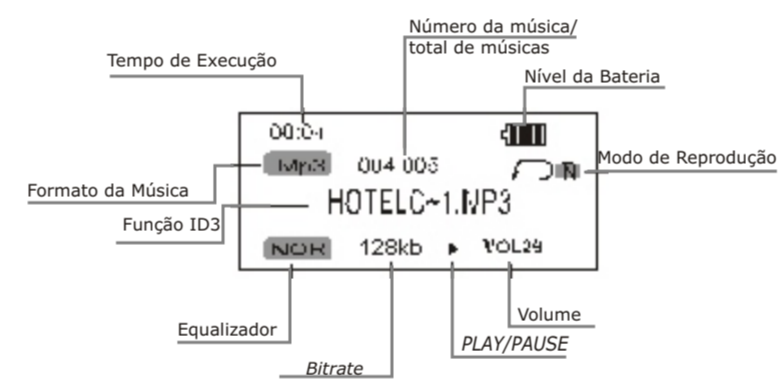 Número da música/
total de músicas
Tempo de Execução
Nível da Bateria
00:04
Mp3 004 005
N
Modo de Reprodução
Formato da Música
HOTELC~1.MP3
Função ID3
NOR 128kb VOL29
Volume
Equalizador
PLAY/PAUSE
Bitrate